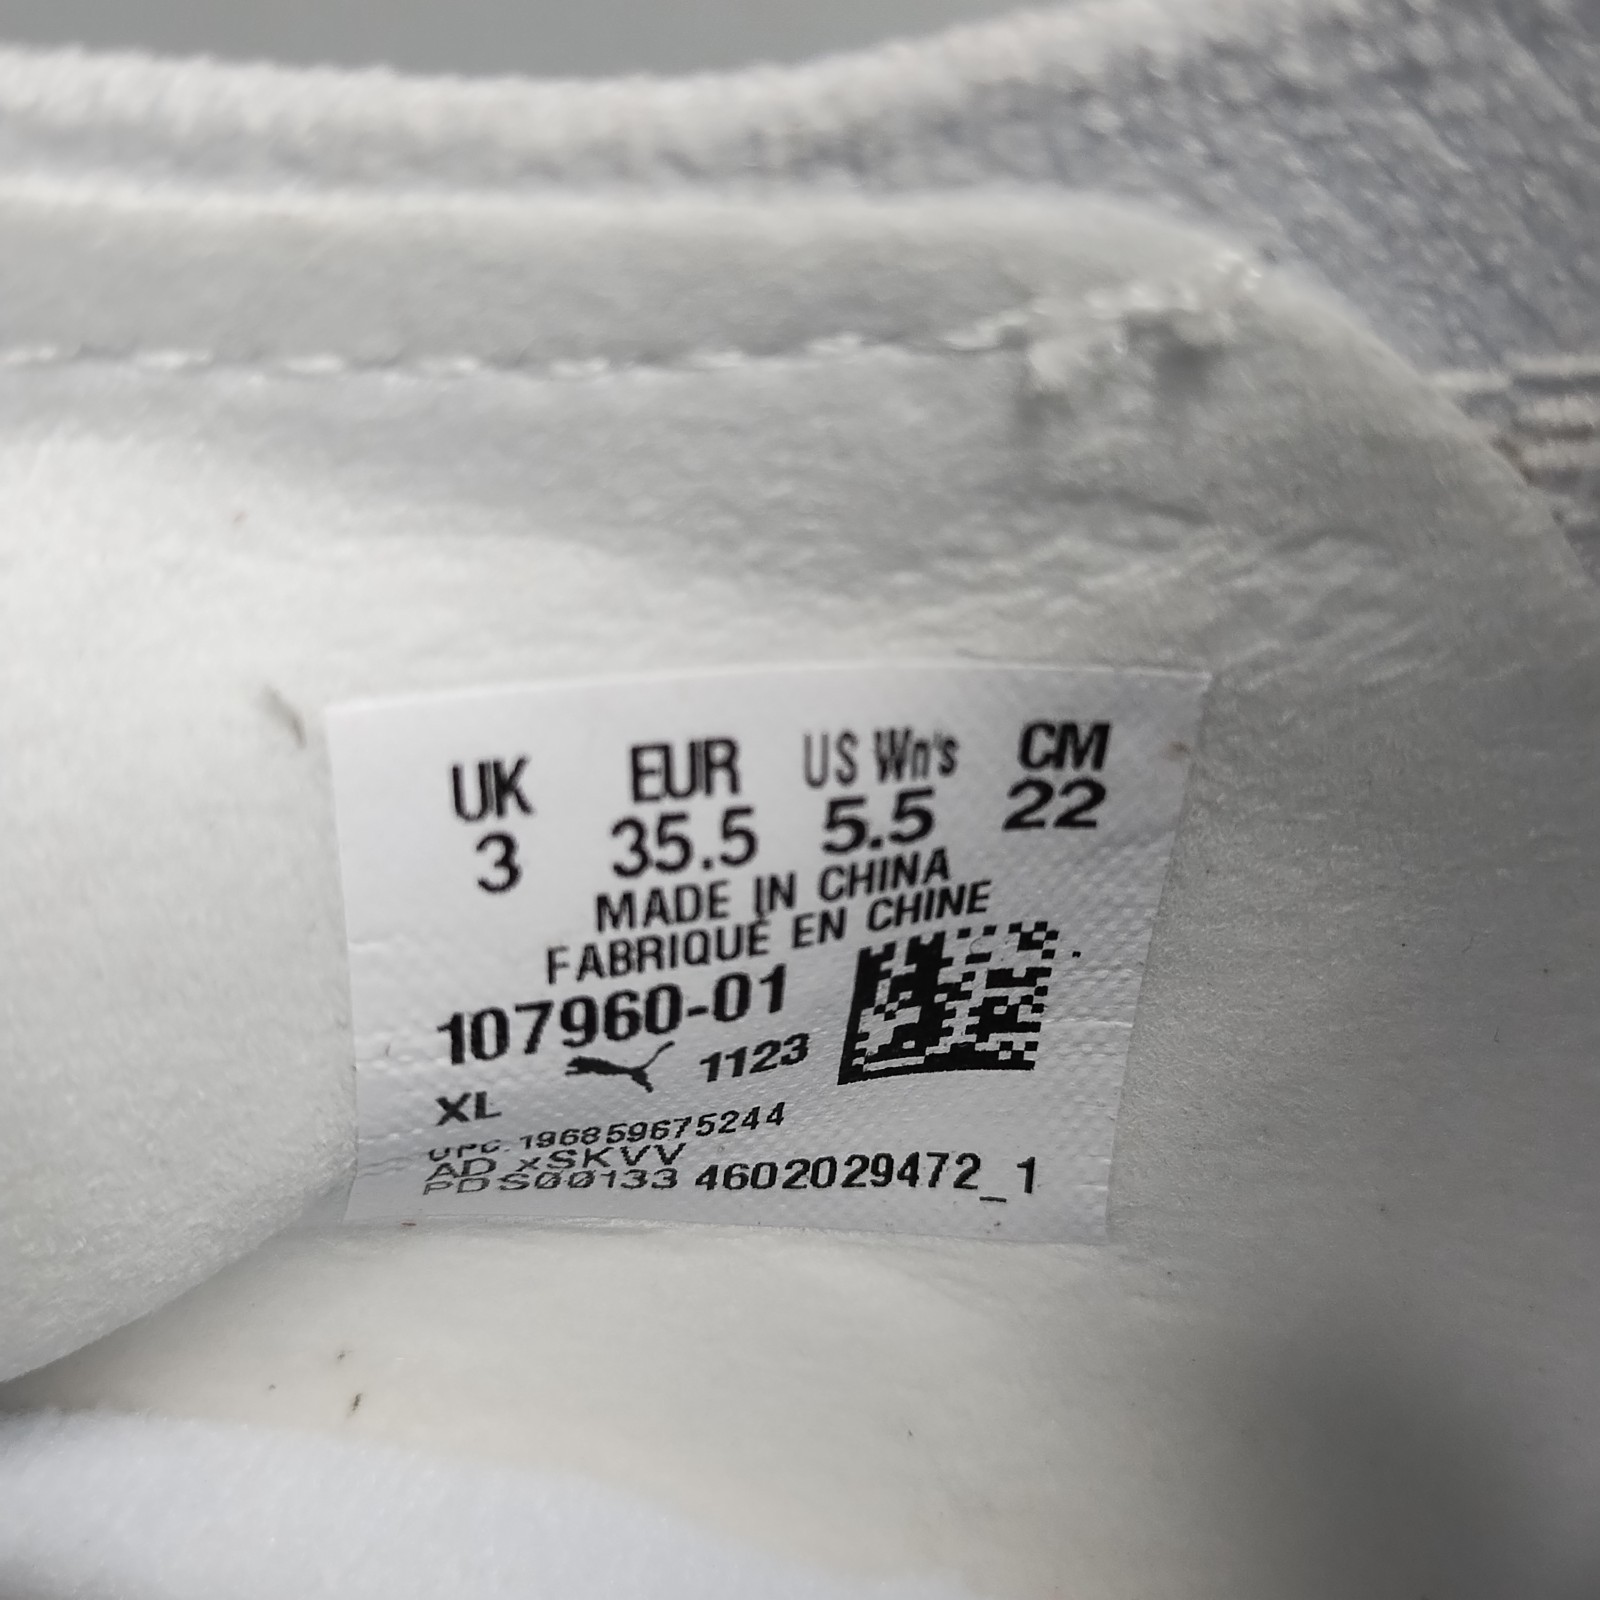 UK EUR US Wn's CM
3 35.5 5.5 22
MADE IN CHINA
FABRIQUÉ EN CHINE
107960-01
1123
XL
UPC. 196859675244
AD xSKVV
PDS00133 4602029472_1